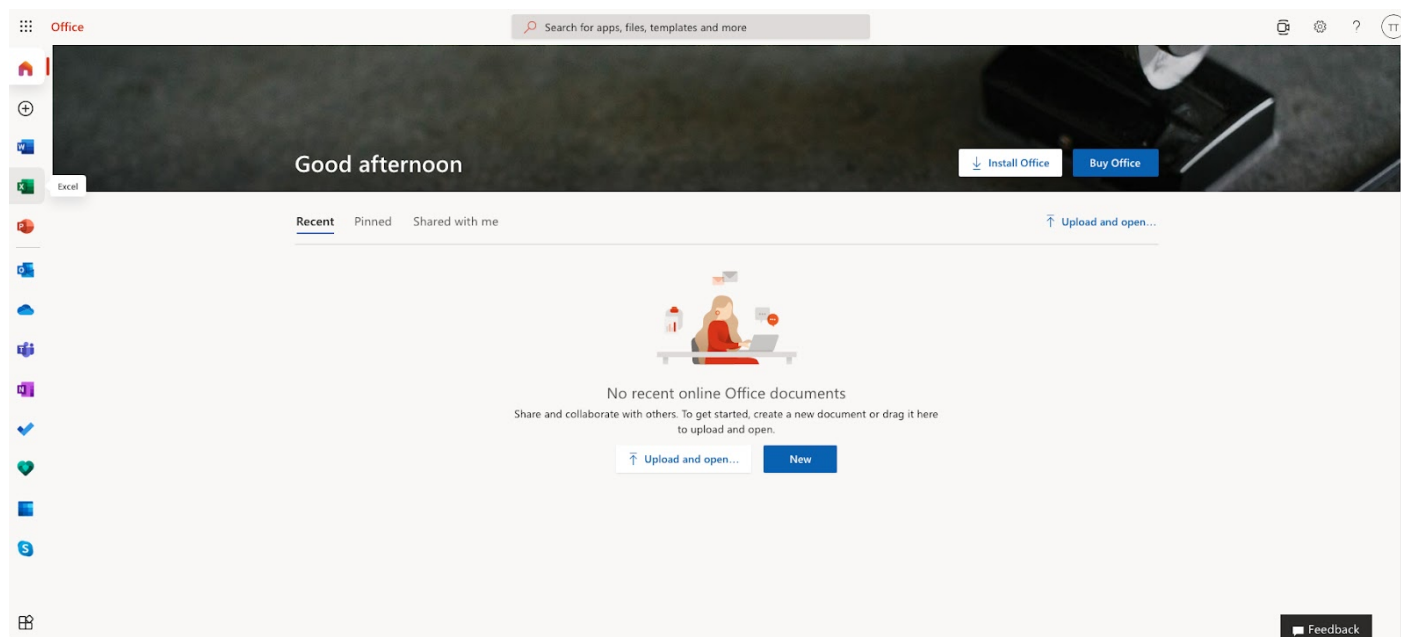 Office
Search for apps, files, templates and more
?
TT
Good afternoon
Install Office
Buy Office
Excel
Recent
Pinned
Shared with me
Upload and open...
No recent online Office documents
Share and collaborate with others. To get started, create a new document or drag it here
to upload and open.
Upload and open...
New
Feedback